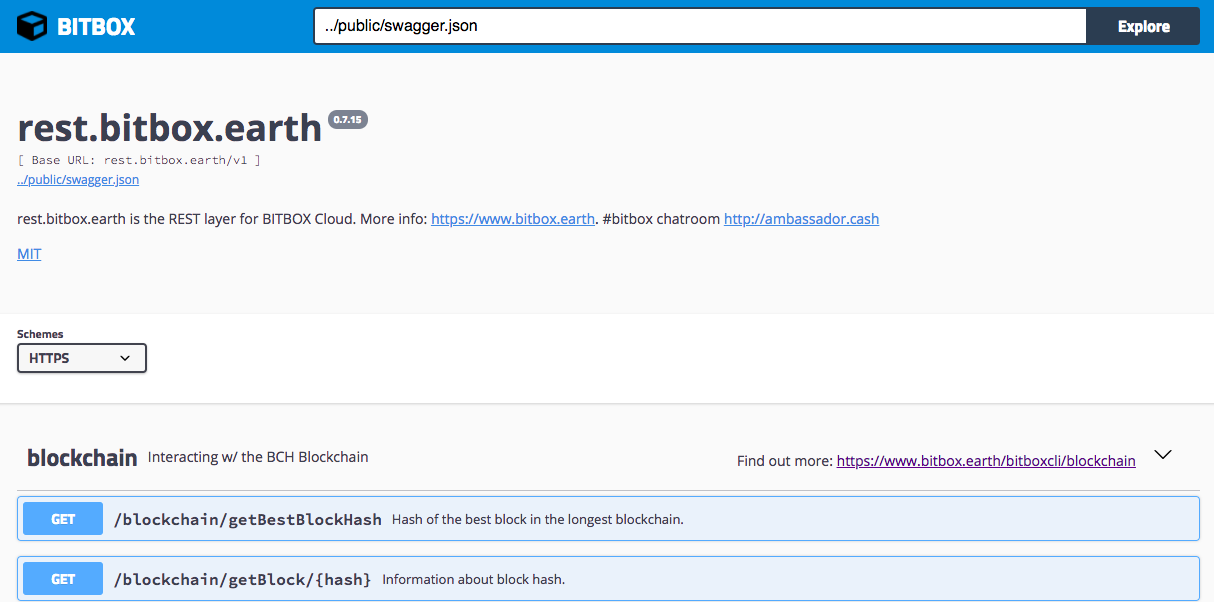 BITBOX
../public/swagger.json
Explore
rest.bitbox.earth 0.7.15
[ Base URL: rest.bitbox.earth/v1 ]
../public/swagger.json
rest.bitbox.earth is the REST layer for BITBOX Cloud. More info: https://www.bitbox.earth. #bitbox chatroom http://ambassador.cash
MIT
Schemes
HTTPS
blockchain Interacting w/ the BCH Blockchain
Find out more: https://www.bitbox.earth/bitboxcli/blockchain
GET /blockchain/getBestBlockHash Hash of the best block in the longest blockchain.
GET /blockchain/getBlock/{hash} Information about block hash.